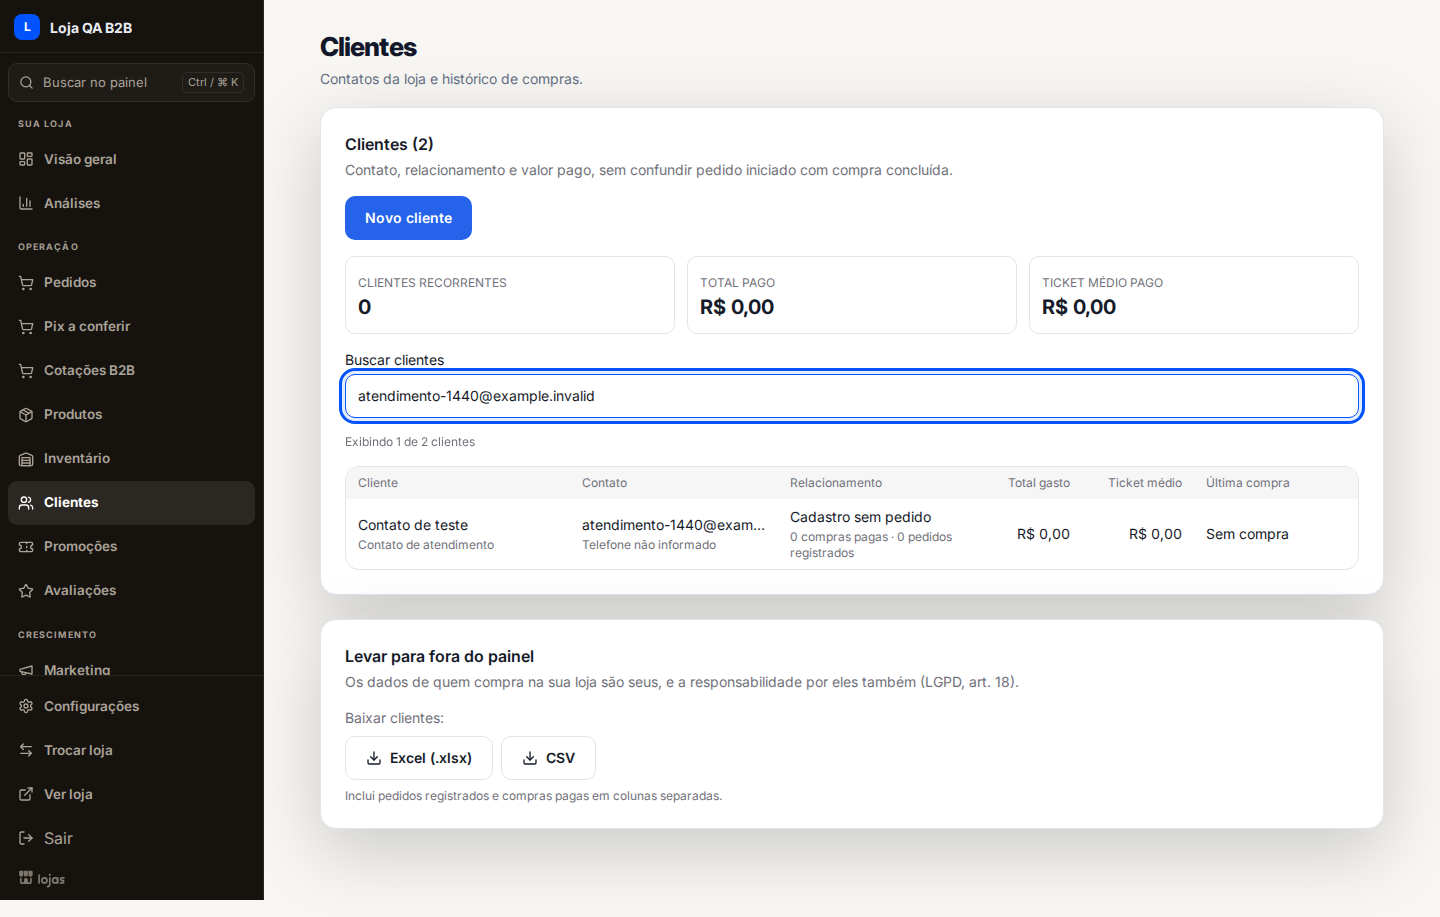 L
Loja QA B2B
Buscar no painel
Ctrl / ⌘ K
SUA LOJA
Visão geral
Análises
OPERAÇÃO
Pedidos
Pix a conferir
Cotações B2B
Produtos
Inventário
Clientes
Promoções
Avaliações
CRESCIMENTO
Marketing
Configurações
Trocar loja
Ver loja
Sair
lojas
Clientes
Contatos da loja e histórico de compras.
Clientes (2)
Contato, relacionamento e valor pago, sem confundir pedido iniciado com compra concluída.
Novo cliente
CLIENTES RECORRENTES
0
TOTAL PAGO
R$ 0,00
TICKET MÉDIO PAGO
R$ 0,00
Buscar clientes
atendimento-1440@example.invalid
Exibindo 1 de 2 clientes
Cliente Contato Relacionamento Total gasto Ticket médio Última compra
Contato de teste
Contato de atendimento
atendimento-1440@exam...
Telefone não informado
Cadastro sem pedido
0 compras pagas · 0 pedidos
registrados
R$ 0,00
R$ 0,00
Sem compra
Levar para fora do painel
Os dados de quem compra na sua loja são seus, e a responsabilidade por eles também (LGPD, art. 18).
Baixar clientes:
Excel (.xlsx)
CSV
Inclui pedidos registrados e compras pagas em colunas separadas.